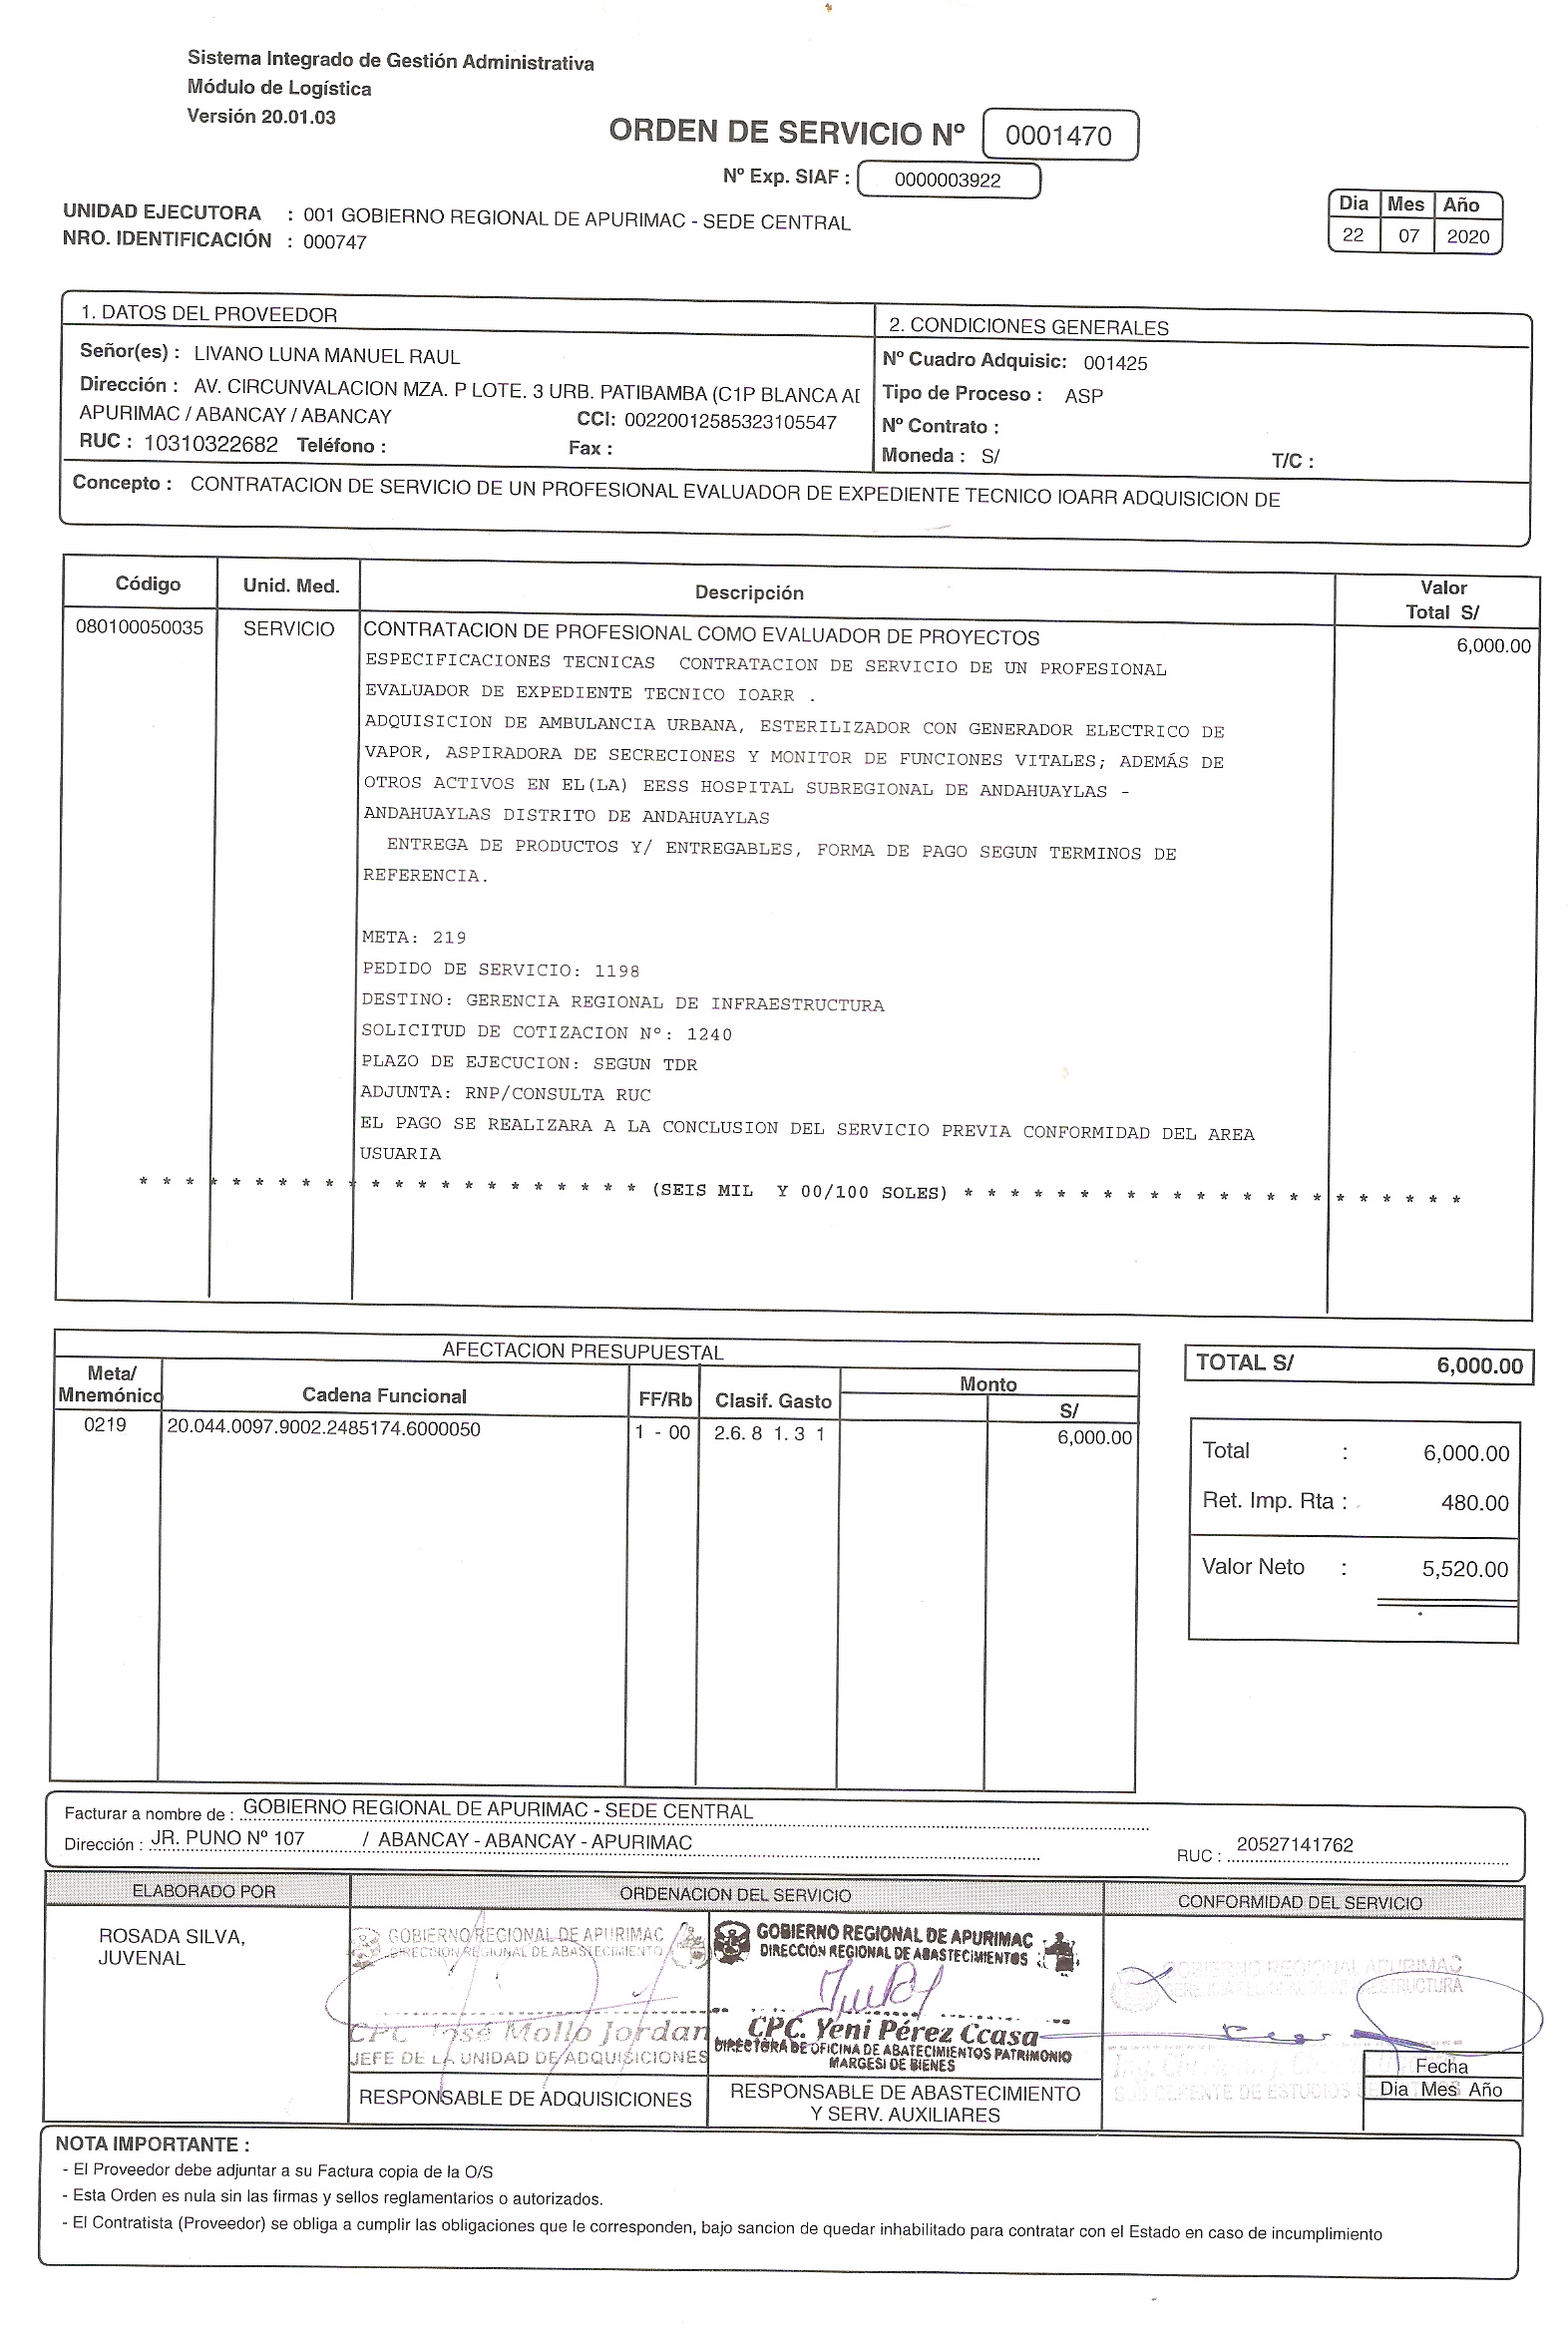 Sistema Integrado de Gestión Administrativa
Módulo de Logística
Versión 20.01.03
ORDEN DE SERVICIO Nº 0001470
Nº Exp. SIAF : 0000003922
UNIDAD EJECUTORA : 001 GOBIERNO REGIONAL DE APURIMAC - SEDE CENTRAL
NRO. IDENTIFICACIÓN : 000747
Dia Mes Año
22 07 2020
1. DATOS DEL PROVEEDOR
Señor(es) : LIVANO LUNA MANUEL RAUL
Dirección : AV. CIRCUNVALACION MZA. P LOTE. 3 URB. PATIBAMBA (C1P BLANCA
APURIMAC / ABANCAY / ABANCAY CCI: 00220012585323105547
RUC : 10310322682 Teléfono : Fax :
2. CONDICIONES GENERALES
Nº Cuadro Adquisic: 001425
Tipo de Proceso : ASP
Nº Contrato :
Moneda : S/ T/C :
Concepto : CONTRATACION DE SERVICIO DE UN PROFESIONAL EVALUADOR DE EXPEDIENTE TECNICO IOARR ADQUISICION DE
Código Unid. Med. Descripción Valor
Total S/
080100050035 SERVICIO CONTRATACION DE PROFESIONAL COMO EVALUADOR DE PROYECTOS 6,000.00
ESPECIFICACIONES TECNICAS CONTRATACION DE SERVICIO DE UN PROFESIONAL
EVALUADOR DE EXPEDIENTE TECNICO IOARR .
ADQUISICION DE AMBULANCIA URBANA, ESTERILIZADOR CON GENERADOR ELECTRICO DE
VAPOR, ASPIRADORA DE SECRECIONES Y MONITOR DE FUNCIONES VITALES; ADEMÁS DE
OTROS ACTIVOS EN EL(LA) EESS HOSPITAL SUBREGIONAL DE ANDAHUAYLAS -
ANDAHUAYLAS DISTRITO DE ANDAHUAYLAS
ENTREGA DE PRODUCTOS Y/ ENTREGABLES, FORMA DE PAGO SEGUN TERMINOS DE
REFERENCIA.
META: 219
PEDIDO DE SERVICIO: 1198
DESTINO: GERENCIA REGIONAL DE INFRAESTRUCTURA
SOLICITUD DE COTIZACION Nº: 1240
PLAZO DE EJECUCION: SEGUN TDR
ADJUNTA: RNP/CONSULTA RUC
EL PAGO SE REALIZARA A LA CONCLUSION DEL SERVICIO PREVIA CONFORMIDAD DEL AREA
USUARIA
* * * * * * * * * * * * * * * * * * * * * * (SEIS MIL Y 00/100 SOLES) * * * * * * * * * * * * * * * * * * * * * *
AFECTACION PRESUPUESTAL
Meta/
Mnemónico Cadena Funcional FF/Rb Clasif. Gasto Monto
S/
0219 20.044.0097.9002.2485174.6000050 1 - 00 2.6. 8 1. 3 1 6,000.00
TOTAL S/ 6,000.00
Total : 6,000.00
Ret. Imp. Rta : 480.00
Valor Neto : 5,520.00
Facturar a nombre de : GOBIERNO REGIONAL DE APURIMAC - SEDE CENTRAL
Dirección : JR. PUNO Nº 107 / ABANCAY - ABANCAY - APURIMAC
RUC : 20527141762
ELABORADO POR ORDENACION DEL SERVICIO CONFORMIDAD DEL SERVICIO
ROSADA SILVA,
JUVENAL
GOBIERNO REGIONAL DE APURIMAC
DIRECCIÓN REGIONAL DE ABASTECIMIENTO
CPC. José Mollo Jordan
JEFE DE LA UNIDAD DE ADQUISICIONES
RESPONSABLE DE ADQUISICIONES
GOBIERNO REGIONAL DE APURIMAC
DIRECCIÓN REGIONAL DE ABASTECIMIENTOS
CPC. Yeni Pérez Ccasa
DIRECTORA DE OFICINA DE ABATECIMIENTOS PATRIMONIO
MARGESI DE BIENES
RESPONSABLE DE ABASTECIMIENTO
Y SERV. AUXILIARES
GOBIERNO REGIONAL APURIMAC
GERENTE DE ESTUDIOS
Fecha
Dia Mes Año
NOTA IMPORTANTE :
- El Proveedor debe adjuntar a su Factura copia de la O/S
- Esta Orden es nula sin las firmas y sellos reglamentarios o autorizados.
- El Contratista (Proveedor) se obliga a cumplir las obligaciones que le corresponden, bajo sancion de quedar inhabilitado para contratar con el Estado en caso de incumplimiento